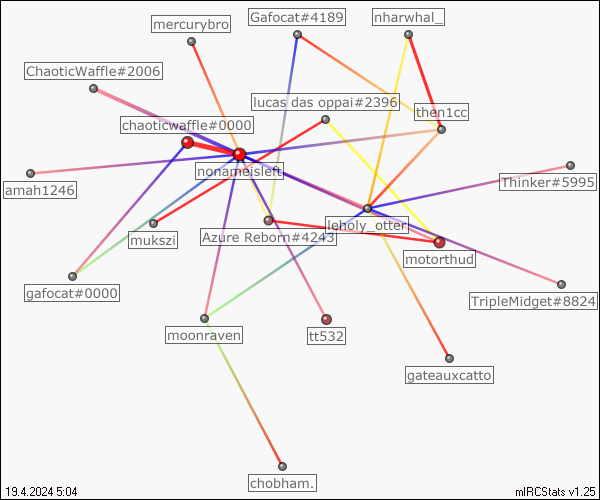 mercurybro
Gafocat#4189
nharwhal_
ChaoticWaffle#2006
lucas das oppai#2396
then1cc
chaoticwaffle#0000
nonameisleft
Thinker#5995
amah1246
leholy_otter
mukszi
Azure Reborn#4243
motorthud
gafocat#0000
TripleMidget#8824
moonraven
tt532
gateauxcatto
chobham.
19.4.2024 5:04
mIRCStats v1.25